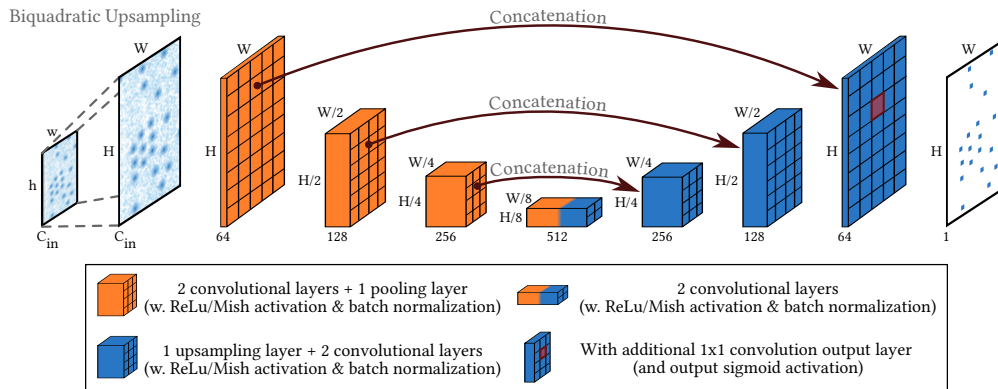 Biquadratic Upsampling
w
h
C_in
W
H
C_in
W
H
64
Concatenation
W/2
H/2
128
Concatenation
W/4
H/4
256
Concatenation
W/8
H/8
512
W/4
H/4
256
W/2
H/2
128
W
H
64
W
H
1
2 convolutional layers + 1 pooling layer
(w. ReLu/Mish activation & batch normalization)
2 convolutional layers
(w. ReLu/Mish activation & batch normalization)
1 upsampling layer + 2 convolutional layers
(w. ReLu/Mish activation & batch normalization)
With additional 1x1 convolution output layer
(and output sigmoid activation)